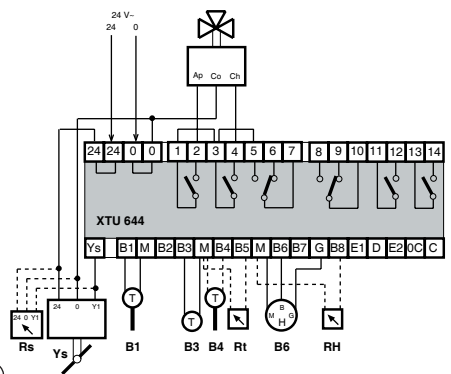 24 V~
24 0
Ap Co Ch
24 24 0 0 1 2 3 4 5 6 7 8 9 10 11 12 13 14
XTU 644
Ys B1 M B2 B3 M B4 B5 M B6 B7 G B8 E1 D E2 0C C
24 0 Y1
24 0 Y1
T
T
T
M B G
H
Rs
Ys
B1
B3
B4
Rt
B6
RH